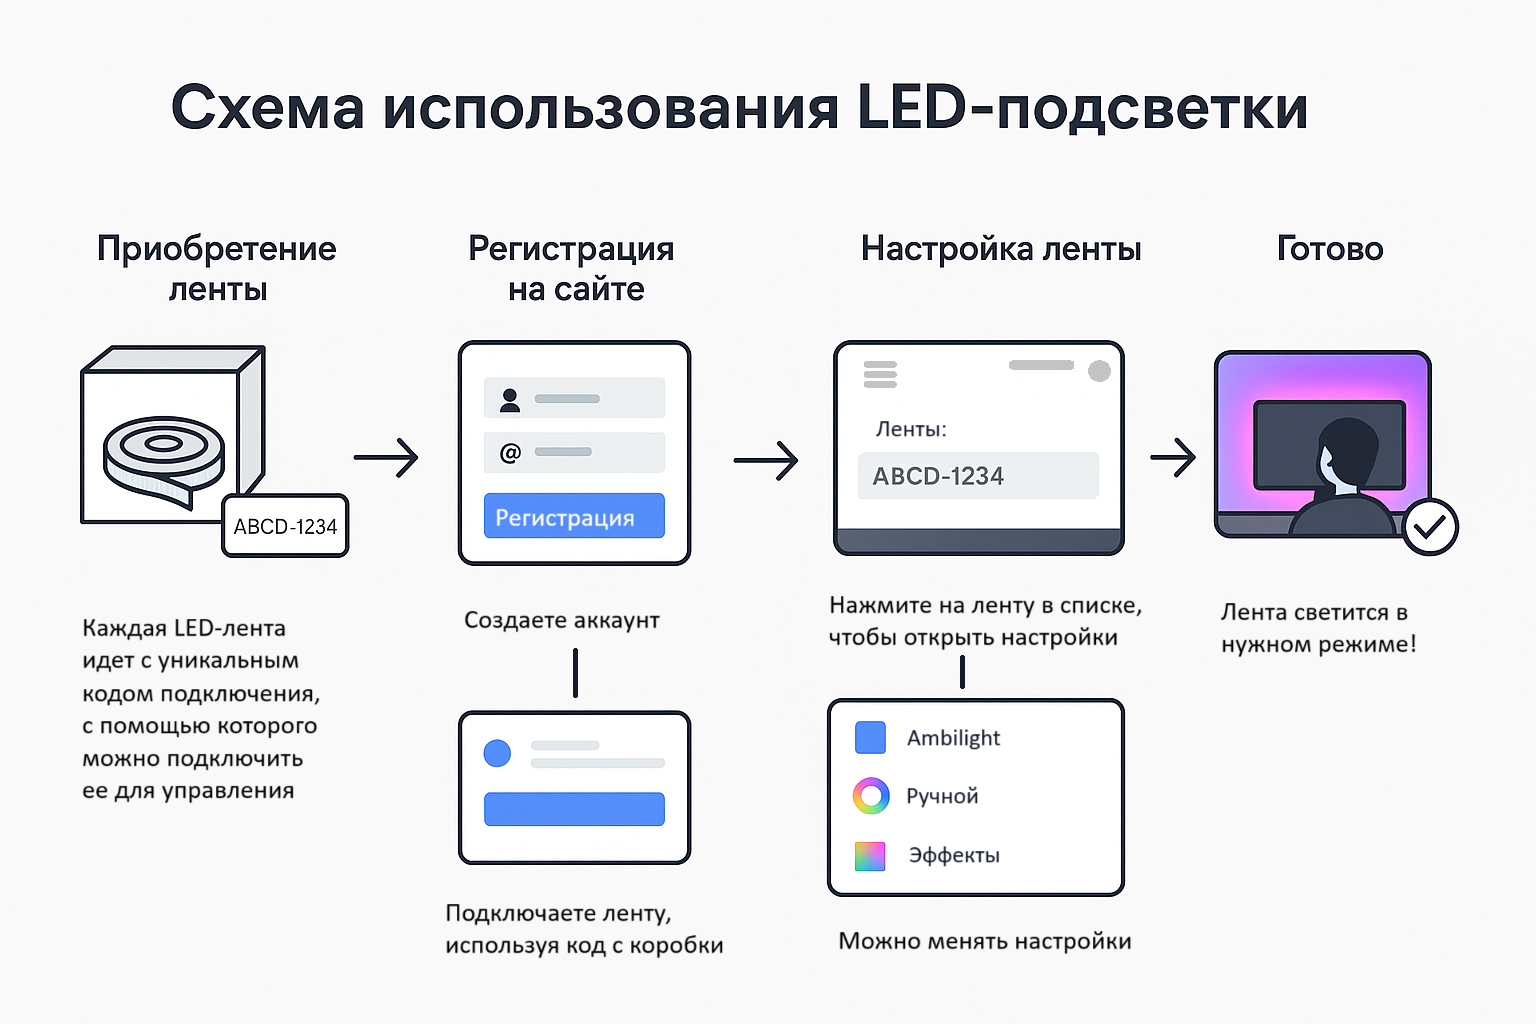 Схема использования LED-подсветки
Приобретение
ленты
ABCD-1234
Каждая LED-лента
идет с уникальным
кодом подключения,
с помощью которого
можно подключить
ее для управления
Регистрация
на сайте
@
Регистрация
Создаете аккаунт
Подключаете ленту,
используя код с коробки
Настройка ленты
Ленты:
ABCD-1234
Нажмите на ленту в списке,
чтобы открыть настройки
Ambilight
Ручной
Эффекты
Можно менять настройки
Готово
Лента светится в
нужном режиме!